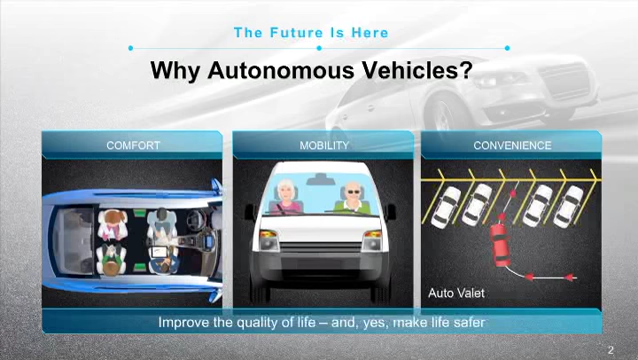 The Future Is Here
Why Autonomous Vehicles?
COMFORT
MOBILITY
CONVENIENCE
Auto Valet
Improve the quality of life – and, yes, make life safer
2